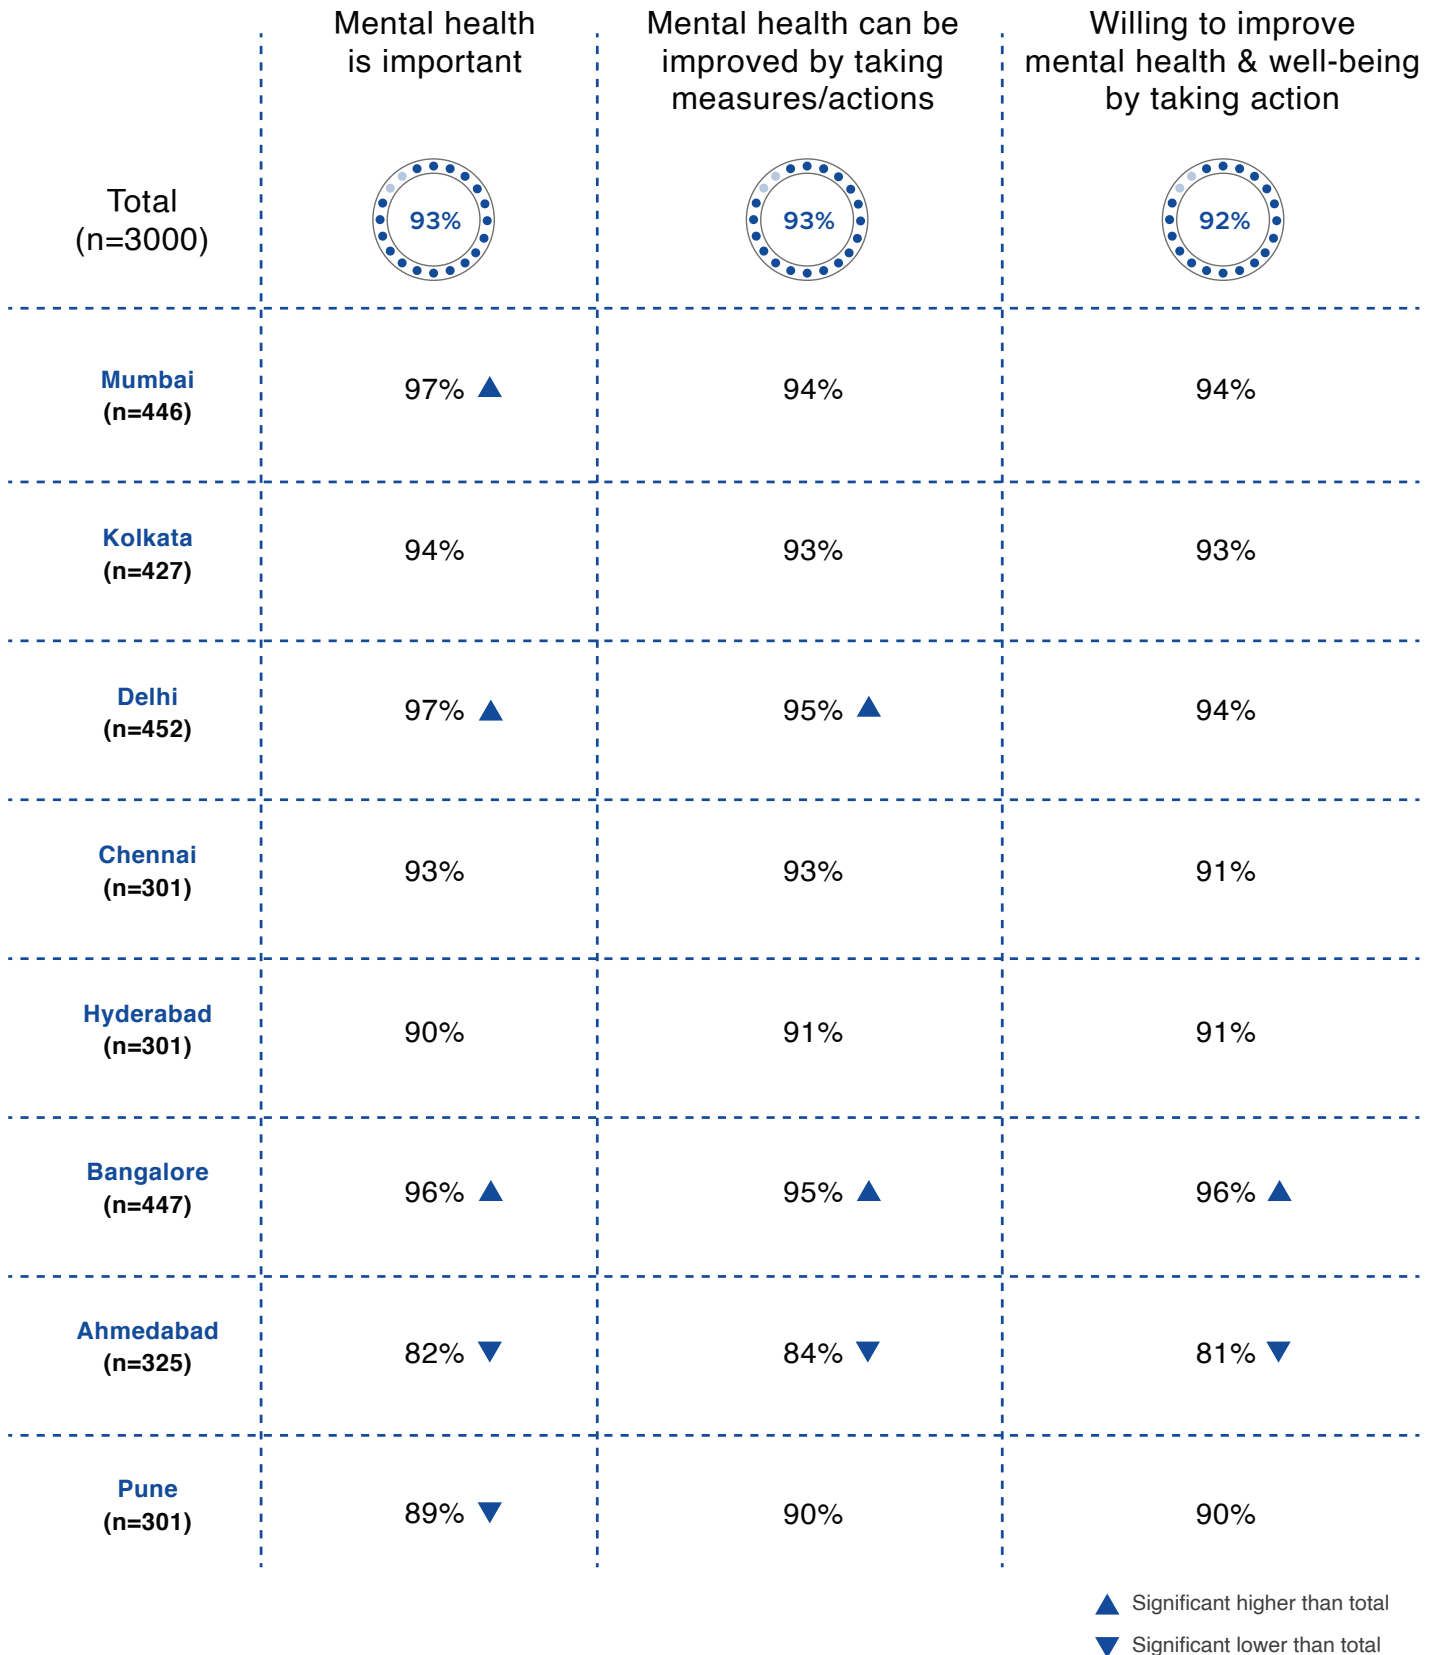 Mental health
is important
Mental health can be
improved by taking
measures/actions
Willing to improve
mental health & well-being
by taking action
Total
(n=3000)
93%
93%
92%
Mumbai
(n=446)
97% ▲
94%
94%
Kolkata
(n=427)
94%
93%
93%
Delhi
(n=452)
97% ▲
95% ▲
94%
Chennai
(n=301)
93%
93%
91%
Hyderabad
(n=301)
90%
91%
91%
Bangalore
(n=447)
96% ▲
95% ▲
96% ▲
Ahmedabad
(n=325)
82% ▼
84% ▼
81% ▼
Pune
(n=301)
89% ▼
90%
90%
▲ Significant higher than total
▼ Significant lower than total